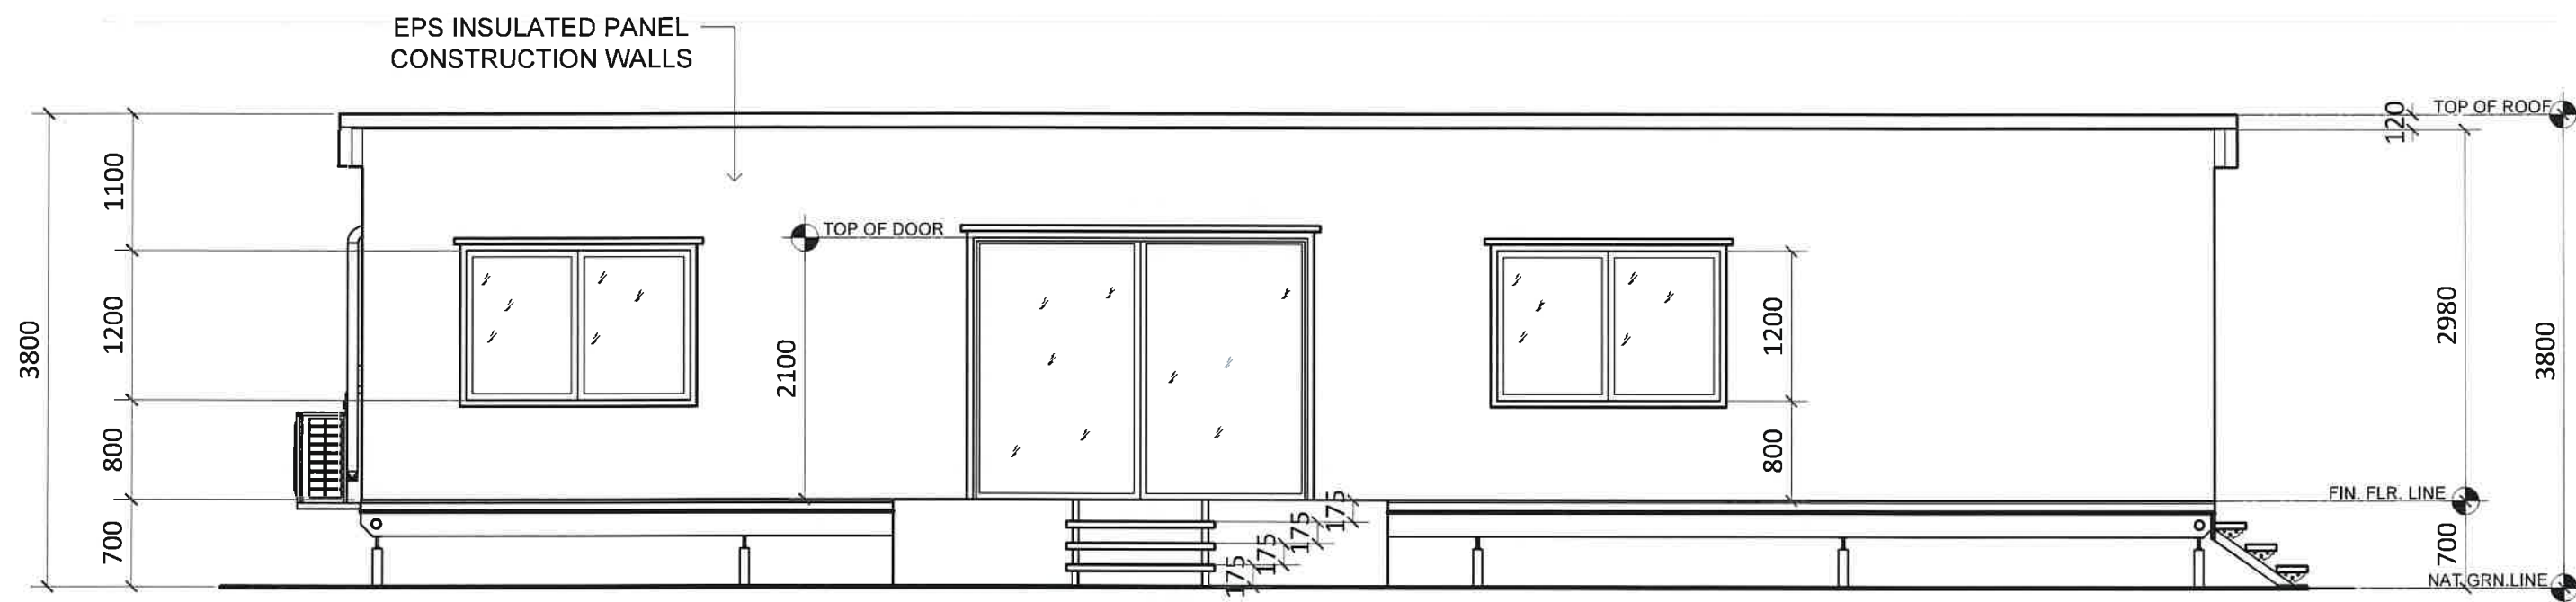 EPS INSULATED PANEL
CONSTRUCTION WALLS
TOP OF ROOF
120
1100
TOP OF DOOR
1200
3800
2100
1200
2980
3800
800
800
FIN. FLR. LINE
175
175
175
175
700
700
NAT.GRN.LINE